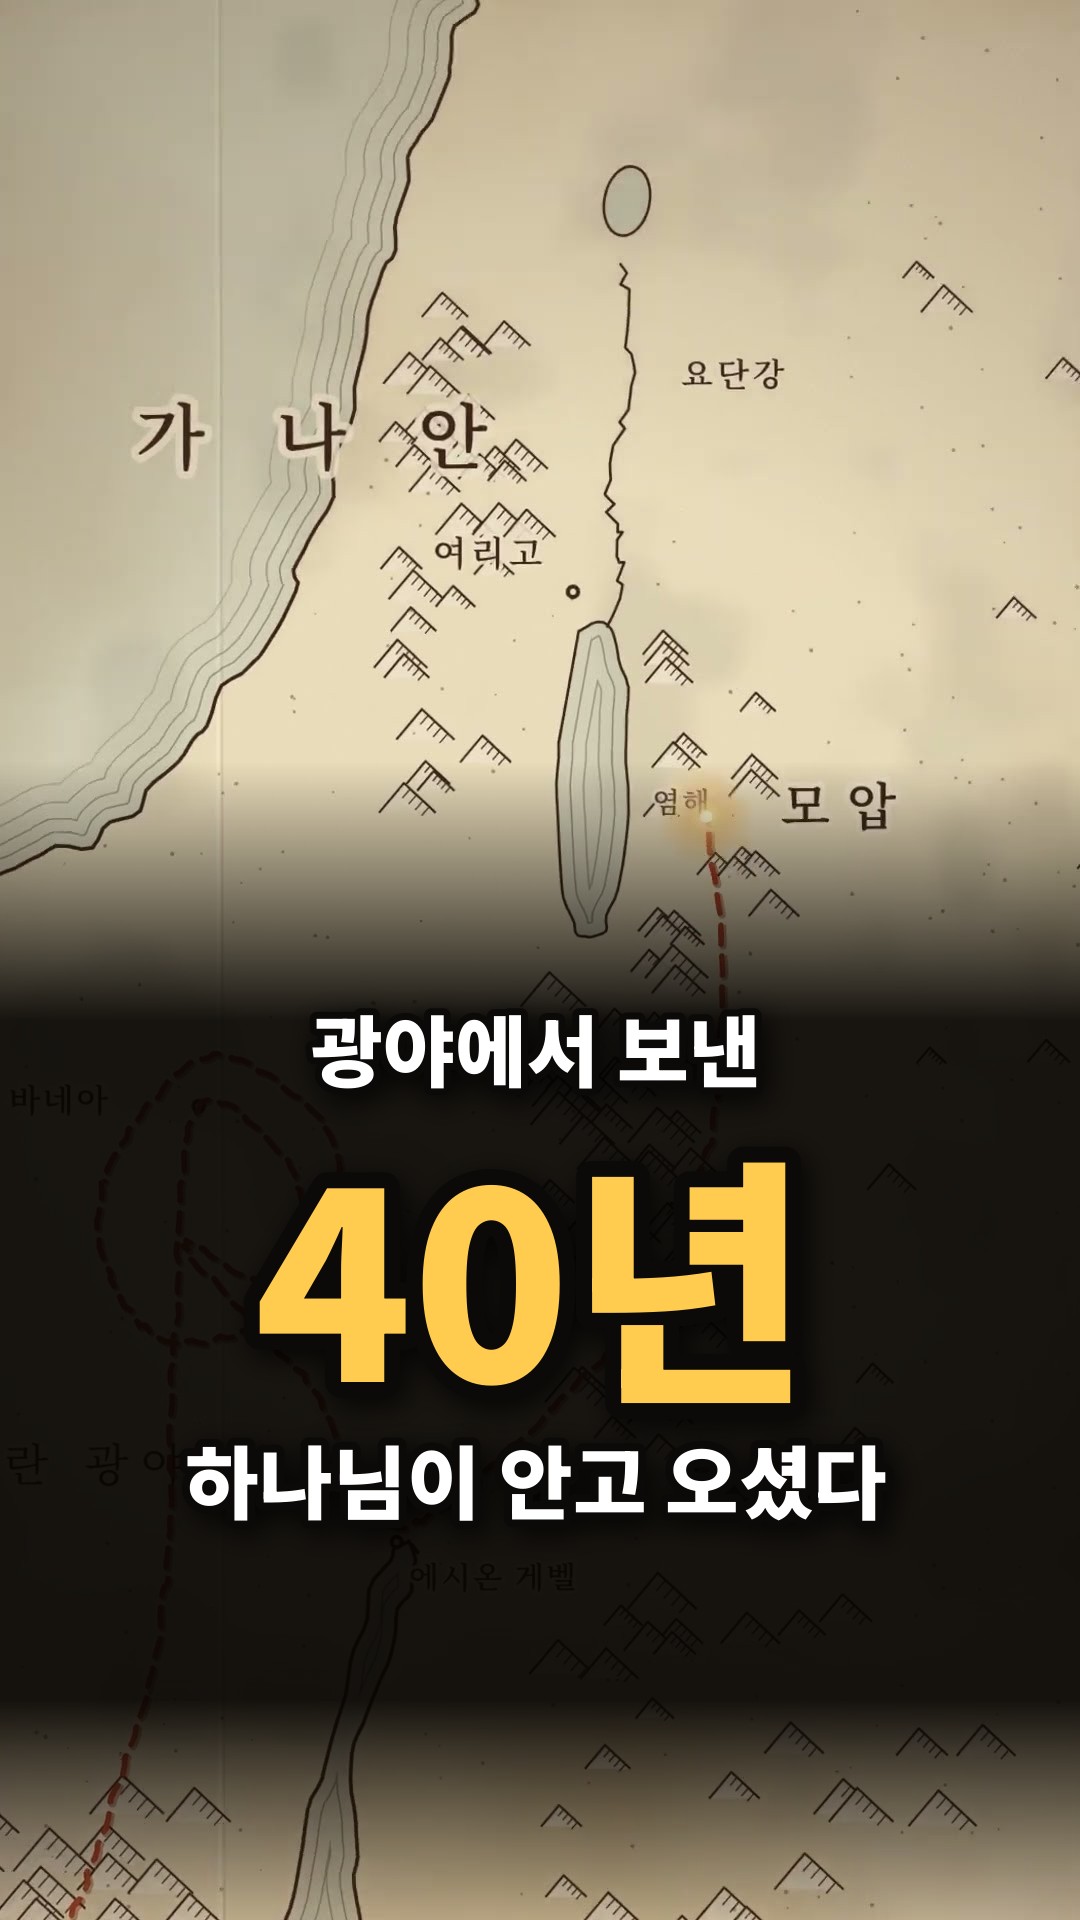 요단강
가나안
여리고
염해
모압
광야에서 보낸
바네아
40년
란 광야
하나님이 안고 오셨다
에시온 게벨